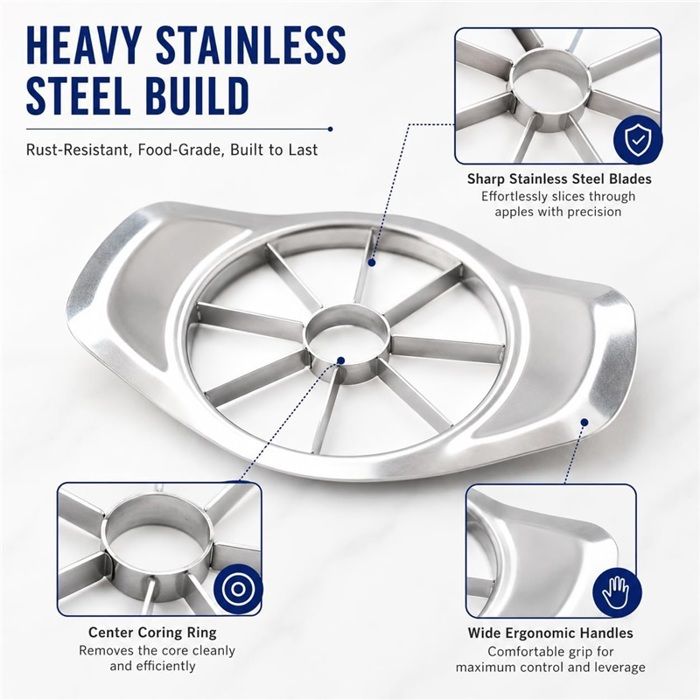 HEAVY STAINLESS
STEEL BUILD
Rust-Resistant, Food-Grade, Built to Last
Sharp Stainless Steel Blades
Effortlessly slices through
apples with precision
Center Coring Ring
Removes the core cleanly
and efficiently
Wide Ergonomic Handles
Comfortable grip for
maximum control and leverage